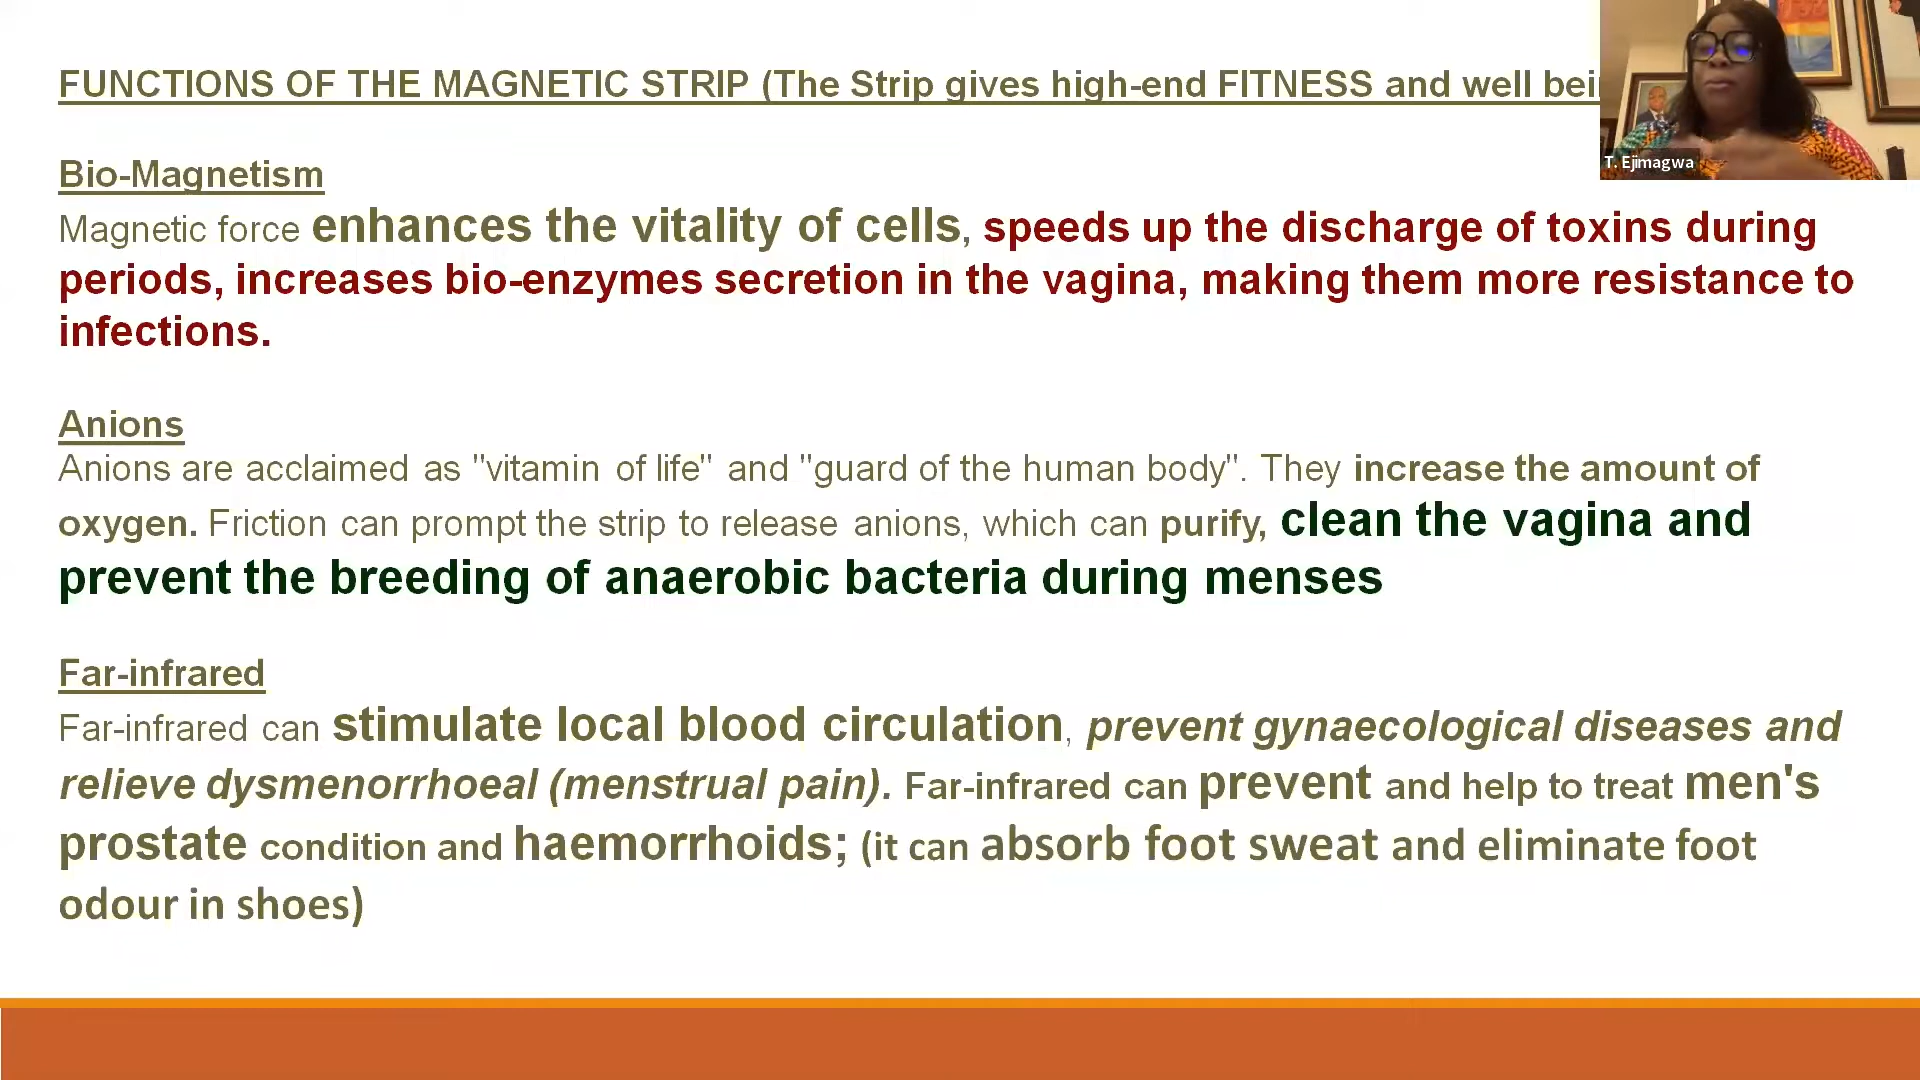 FUNCTIONS OF THE MAGNETIC STRIP (The Strip gives high-end FITNESS and well
T. Ejimagwa
Bio-Magnetism
Magnetic force enhances the vitality of cells, speeds up the discharge of toxins during
periods, increases bio-enzymes secretion in the vagina, making them more resistance to
infections.
Anions
Anions are acclaimed as "vitamin of life" and "guard of the human body". They increase the amount of
oxygen. Friction can prompt the strip to release anions, which can purify, clean the vagina and
prevent the breeding of anaerobic bacteria during menses
Far-infrared
Far-infrared can stimulate local blood circulation, prevent gynaecological diseases and
relieve dysmenorrhoeal (menstrual pain). Far-infrared can prevent and help to treat men's
prostate condition and haemorrhoids; (it can absorb foot sweat and eliminate foot
odour in shoes)